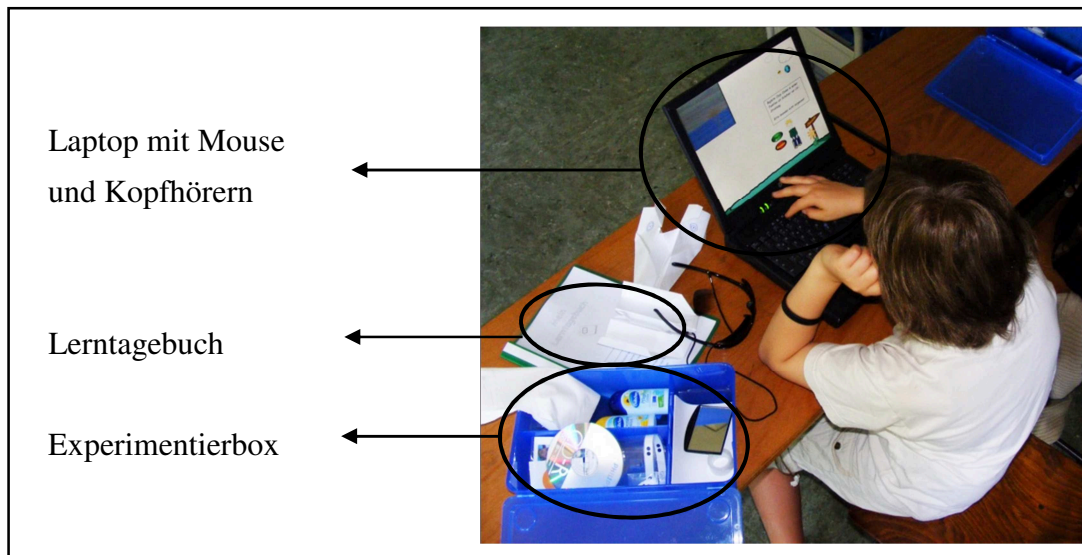 Laptop mit Mouse
und Kopfhörern
Lerntagebuch
Experimentierbox